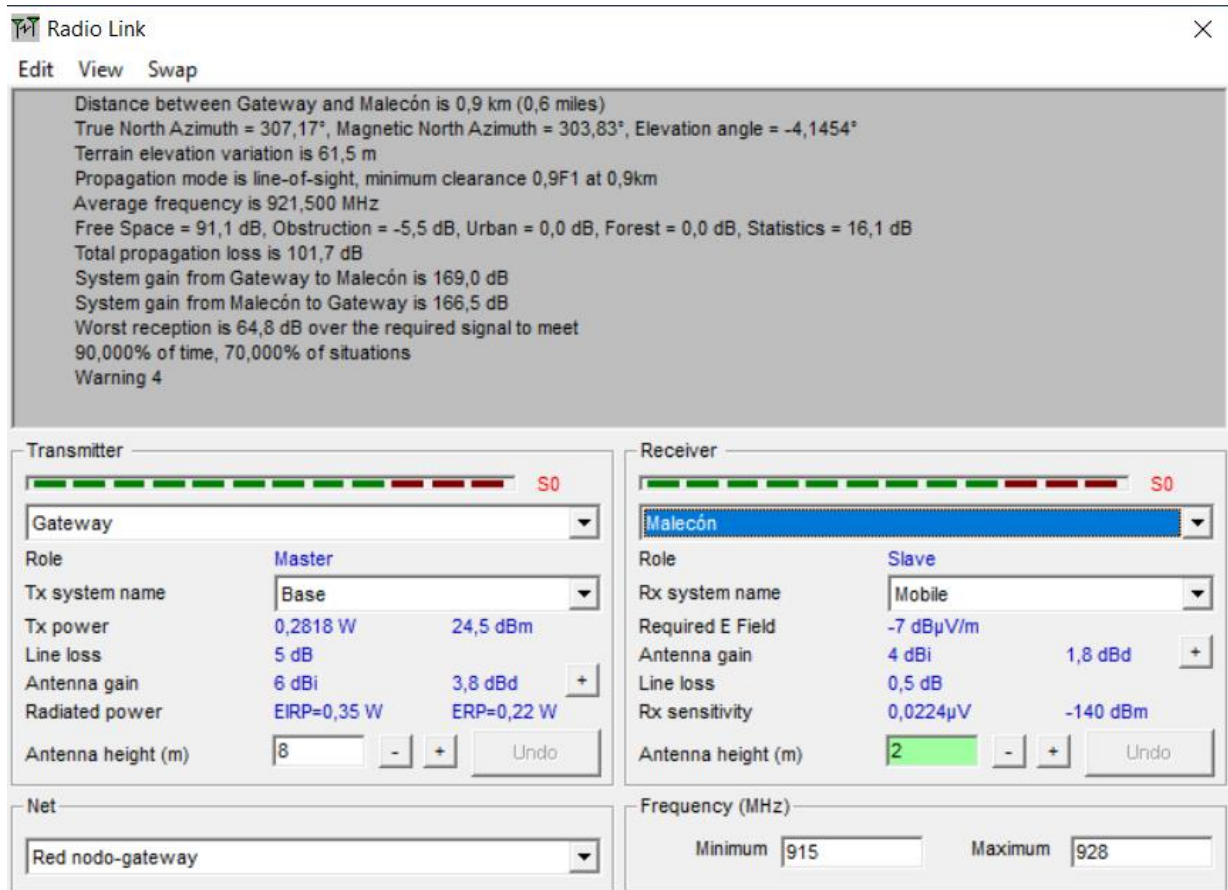 Radio Link
Edit View Swap
Distance between Gateway and Malecón is 0,9 km (0,6 miles)
True North Azimuth = 307,17°, Magnetic North Azimuth = 303,83°, Elevation angle = -4,1454°
Terrain elevation variation is 61,5 m
Propagation mode is line-of-sight, minimum clearance 0,9F1 at 0,9km
Average frequency is 921,500 MHz
Free Space = 91,1 dB, Obstruction = -5,5 dB, Urban = 0,0 dB, Forest = 0,0 dB, Statistics = 16,1 dB
Total propagation loss is 101,7 dB
System gain from Gateway to Malecón is 169,0 dB
System gain from Malecón to Gateway is 166,5 dB
Worst reception is 64,8 dB over the required signal to meet
90,000% of time, 70,000% of situations
Warning 4
Transmitter
S0
Gateway
Role Master
Tx system name Base
Tx power 0,2818 W 24,5 dBm
Line loss 5 dB
Antenna gain 6 dBi 3,8 dBd +
Radiated power EIRP=0,35 W ERP=0,22 W
Antenna height (m) 8 - + Undo
Receiver
S0
Malecón
Role Slave
Rx system name Mobile
Required E Field -7 dBµV/m
Antenna gain 4 dBi 1,8 dBd +
Line loss 0,5 dB
Rx sensitivity 0,0224µV -140 dBm
Antenna height (m) 2 - + Undo
Net
Red nodo-gateway
Frequency (MHz)
Minimum 915 Maximum 928